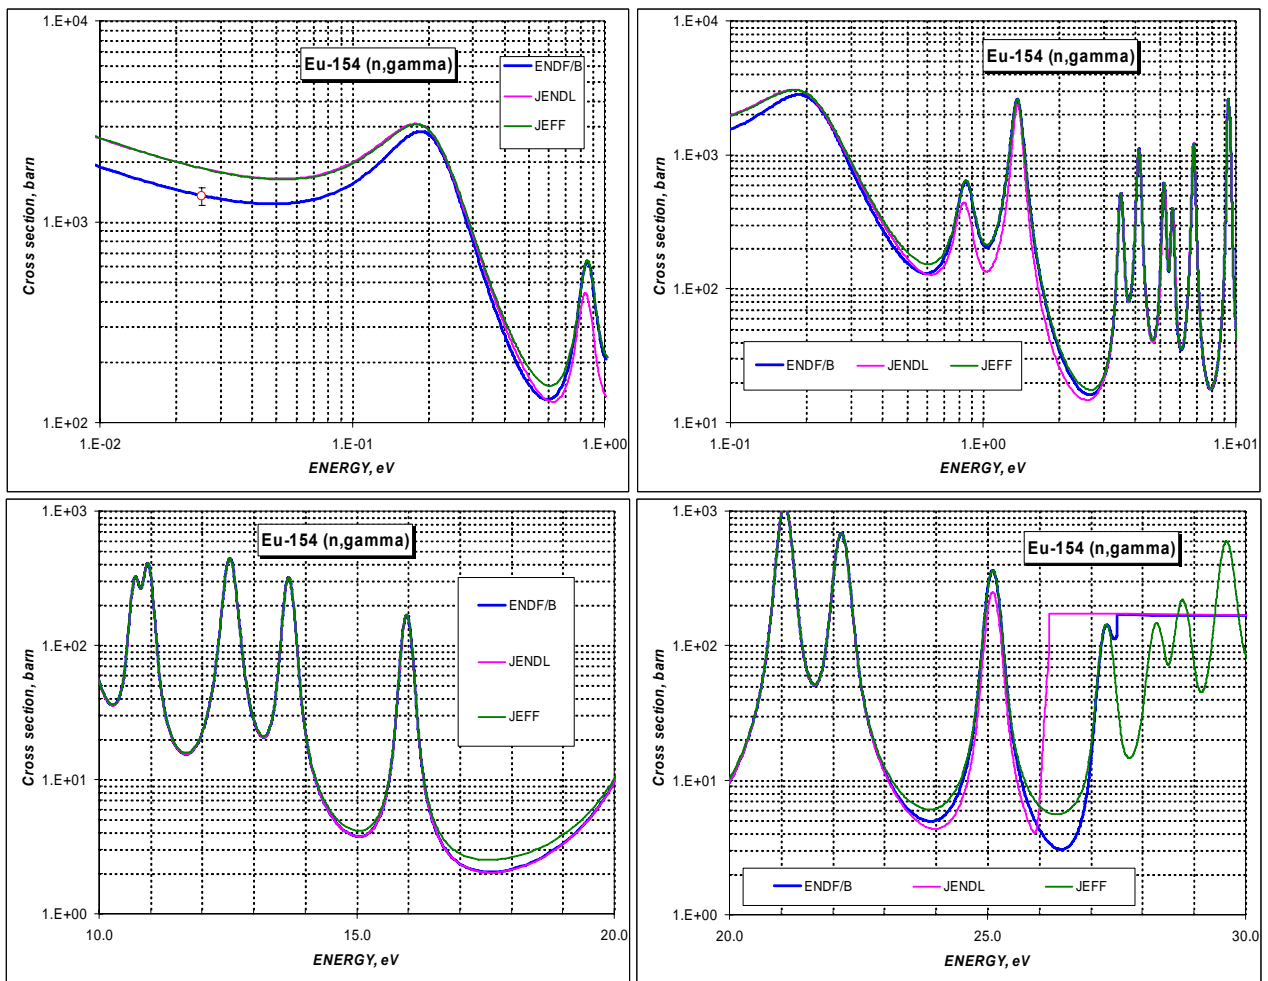 1.E+04
1.E+03
1.E+02
Cross section, barn
Eu-154 (n,gamma)
ENDF/B
JENDL
JEFF
1.E-02
1.E-01
1.E+00
ENERGY, eV
1.E+04
1.E+03
1.E+02
1.E+01
Cross section, barn
Eu-154 (n,gamma)
ENDF/B JENDL JEFF
1.E-01
1.E+00
1.E+01
ENERGY, eV
1.E+03
1.E+02
1.E+01
1.E+00
Cross section, barn
Eu-154 (n,gamma)
ENDF/B
JENDL
JEFF
10.0
15.0
20.0
ENERGY, eV
1.E+03
1.E+02
1.E+01
1.E+00
Cross section, barn
Eu-154 (n,gamma)
ENDF/B JENDL JEFF
20.0
25.0
30.0
ENERGY, eV